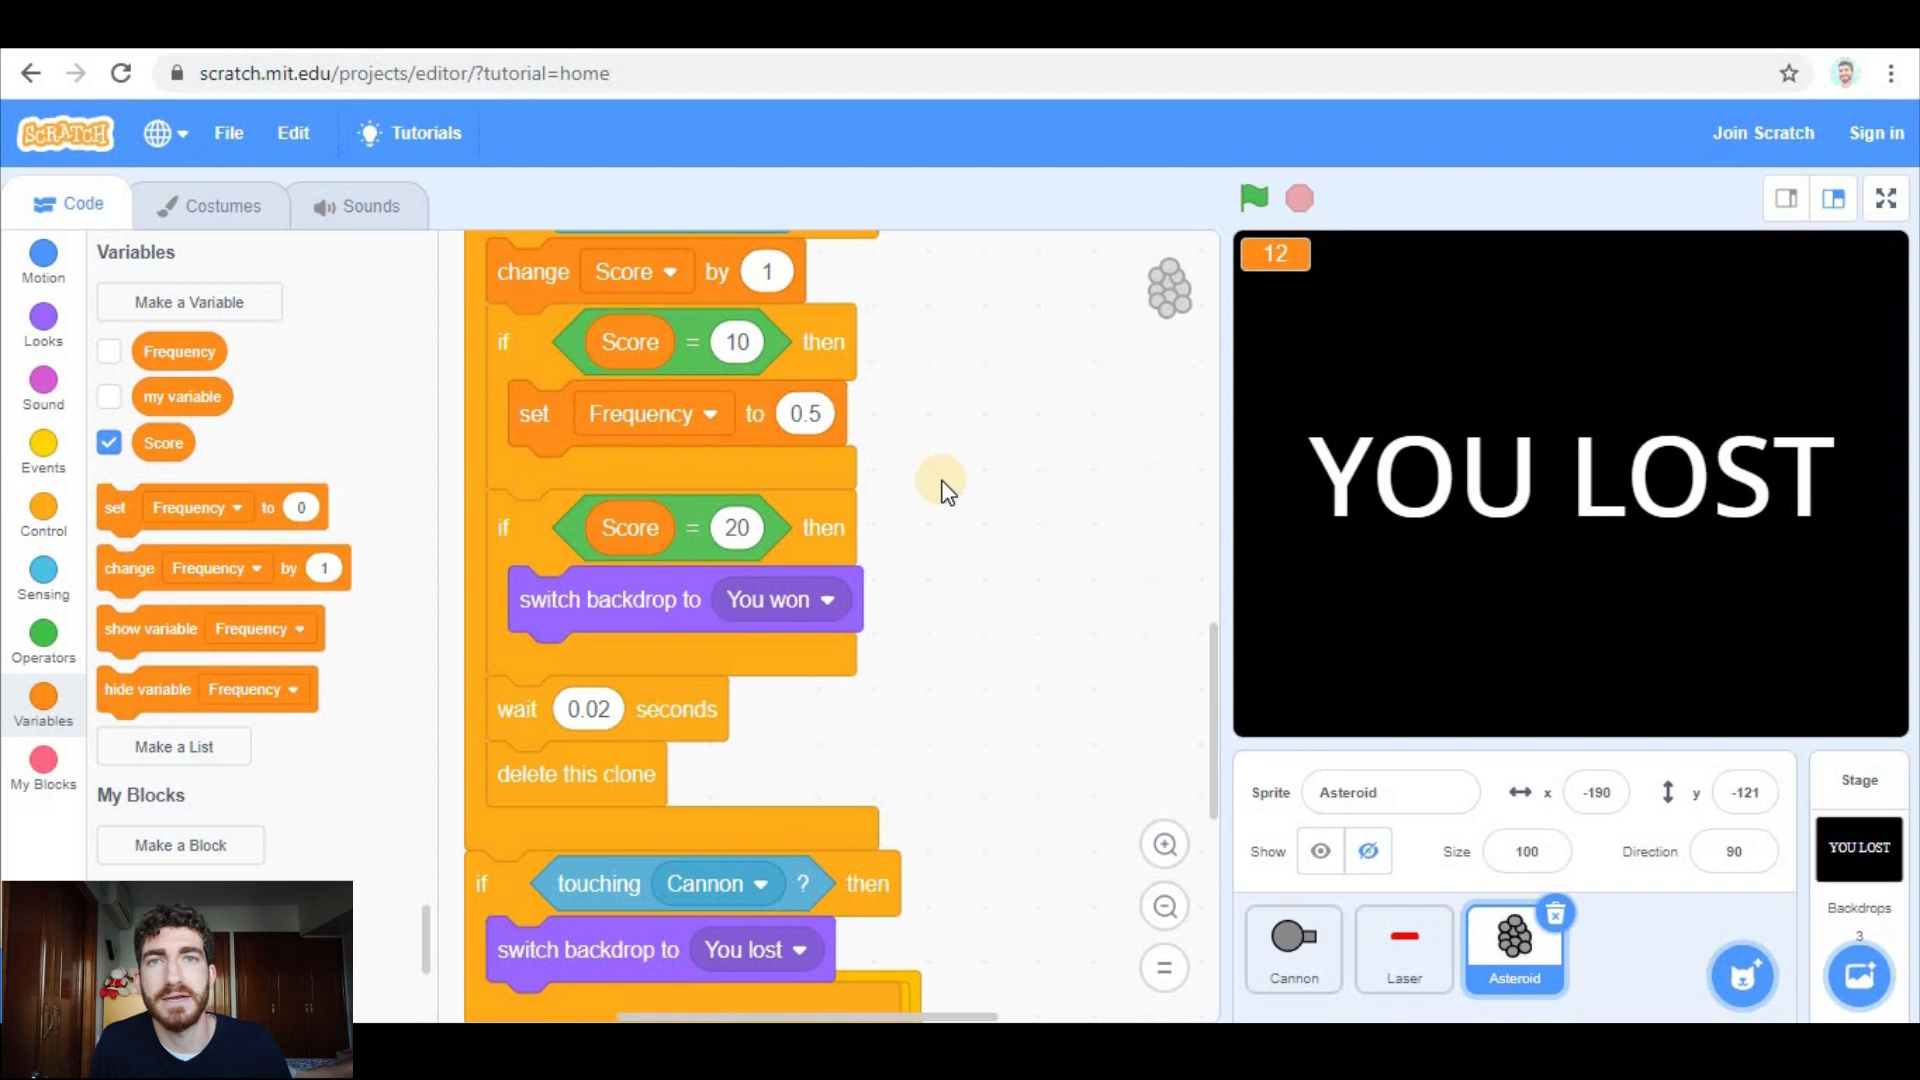 scratch.mit.edu/projects/editor/?tutorial=home
SCRATCH
File
Edit
Tutorials
Join Scratch
Sign in
Code
Costumes
Sounds
Motion
Looks
Sound
Events
Control
Sensing
Operators
Variables
My Blocks
Variables
Make a Variable
Frequency
my variable
Score
set Frequency to 0
change Frequency by 1
show variable Frequency
hide variable Frequency
Make a List
My Blocks
Make a Block
change Score by 1
if Score = 10 then
set Frequency to 0.5
if Score = 20 then
switch backdrop to You won
wait 0.02 seconds
delete this clone
if touching Cannon ? then
switch backdrop to You lost
12
YOU LOST
Sprite Asteroid x -190 y -121
Show Size 100 Direction 90
Cannon
Laser
Asteroid
Stage
YOU LOST
Backdrops
3